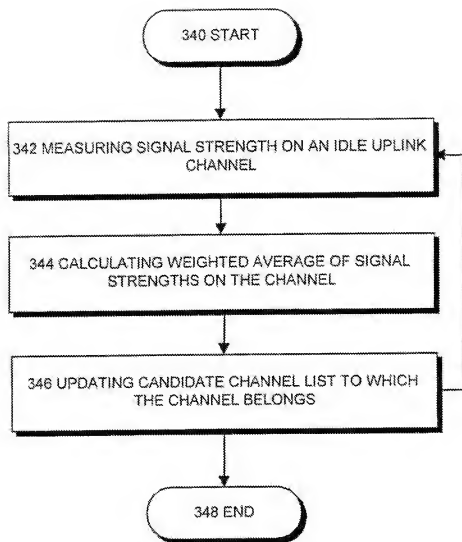 340 START
342 MEASURING SIGNAL STRENGTH ON AN IDLE UPLINK
CHANNEL
344 CALCULATING WEIGHTED AVERAGE OF SIGNAL
STRENGTHS ON THE CHANNEL
346 UPDATING CANDIDATE CHANNEL LIST TO WHICH
THE CHANNEL BELONGS
348 END